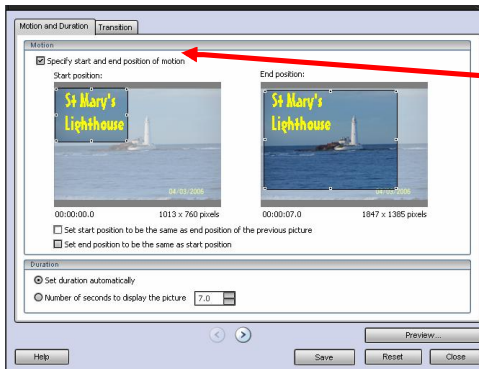 Motion and Duration
Transition
Motion
Specify start and end position of motion
Start position:
End position:
St Mary's
Lighthouse
04/03/2006
St Mary's
Lighthouse
04/03/2006
00:00:00.0
1013 x 760 pixels
00:00:07.0
1847 x 1385 pixels
Set start position to be the same as end position of the previous picture
Set end position to be the same as start position
Duration
Set duration automatically
Number of seconds to display the picture
7.0
Preview...
Help
Save
Reset
Close